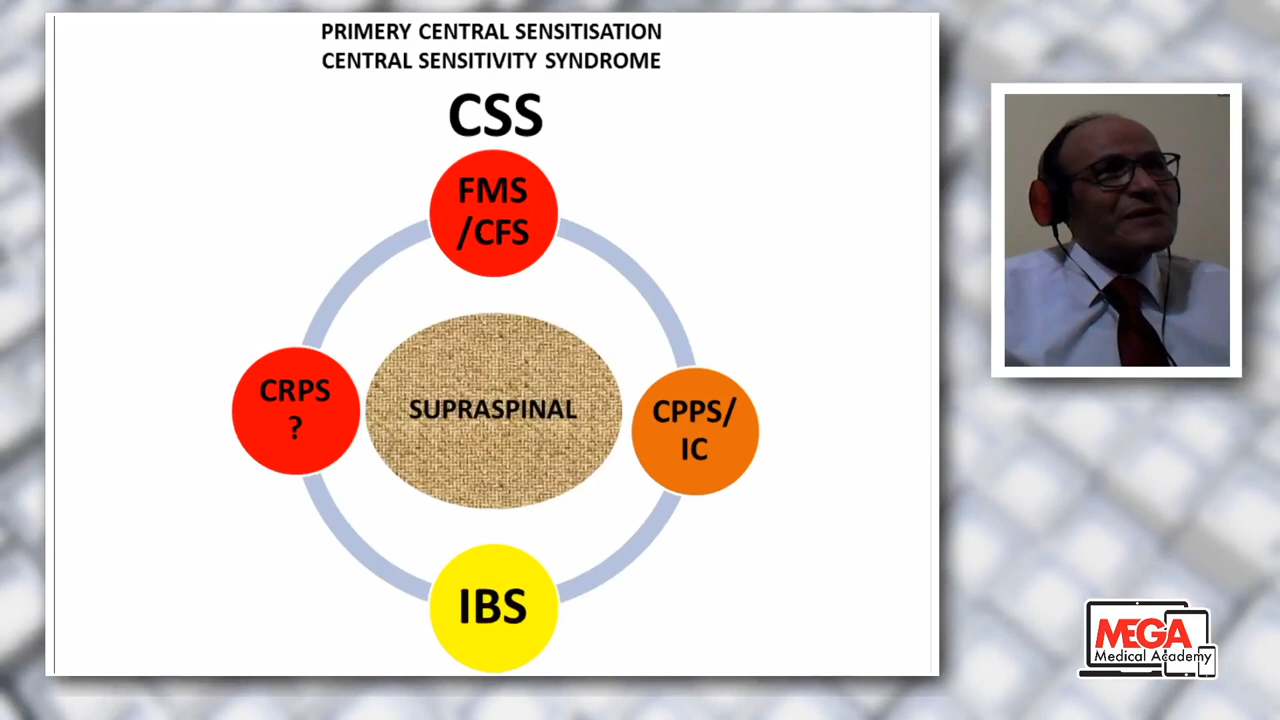 PRIMERY CENTRAL SENSITISATION
CENTRAL SENSITIVITY SYNDROME
CSS
FMS
/CFS
CRPS
?
SUPRASPINAL
CPPS/
IC
IBS
MEGA
Medical Academy